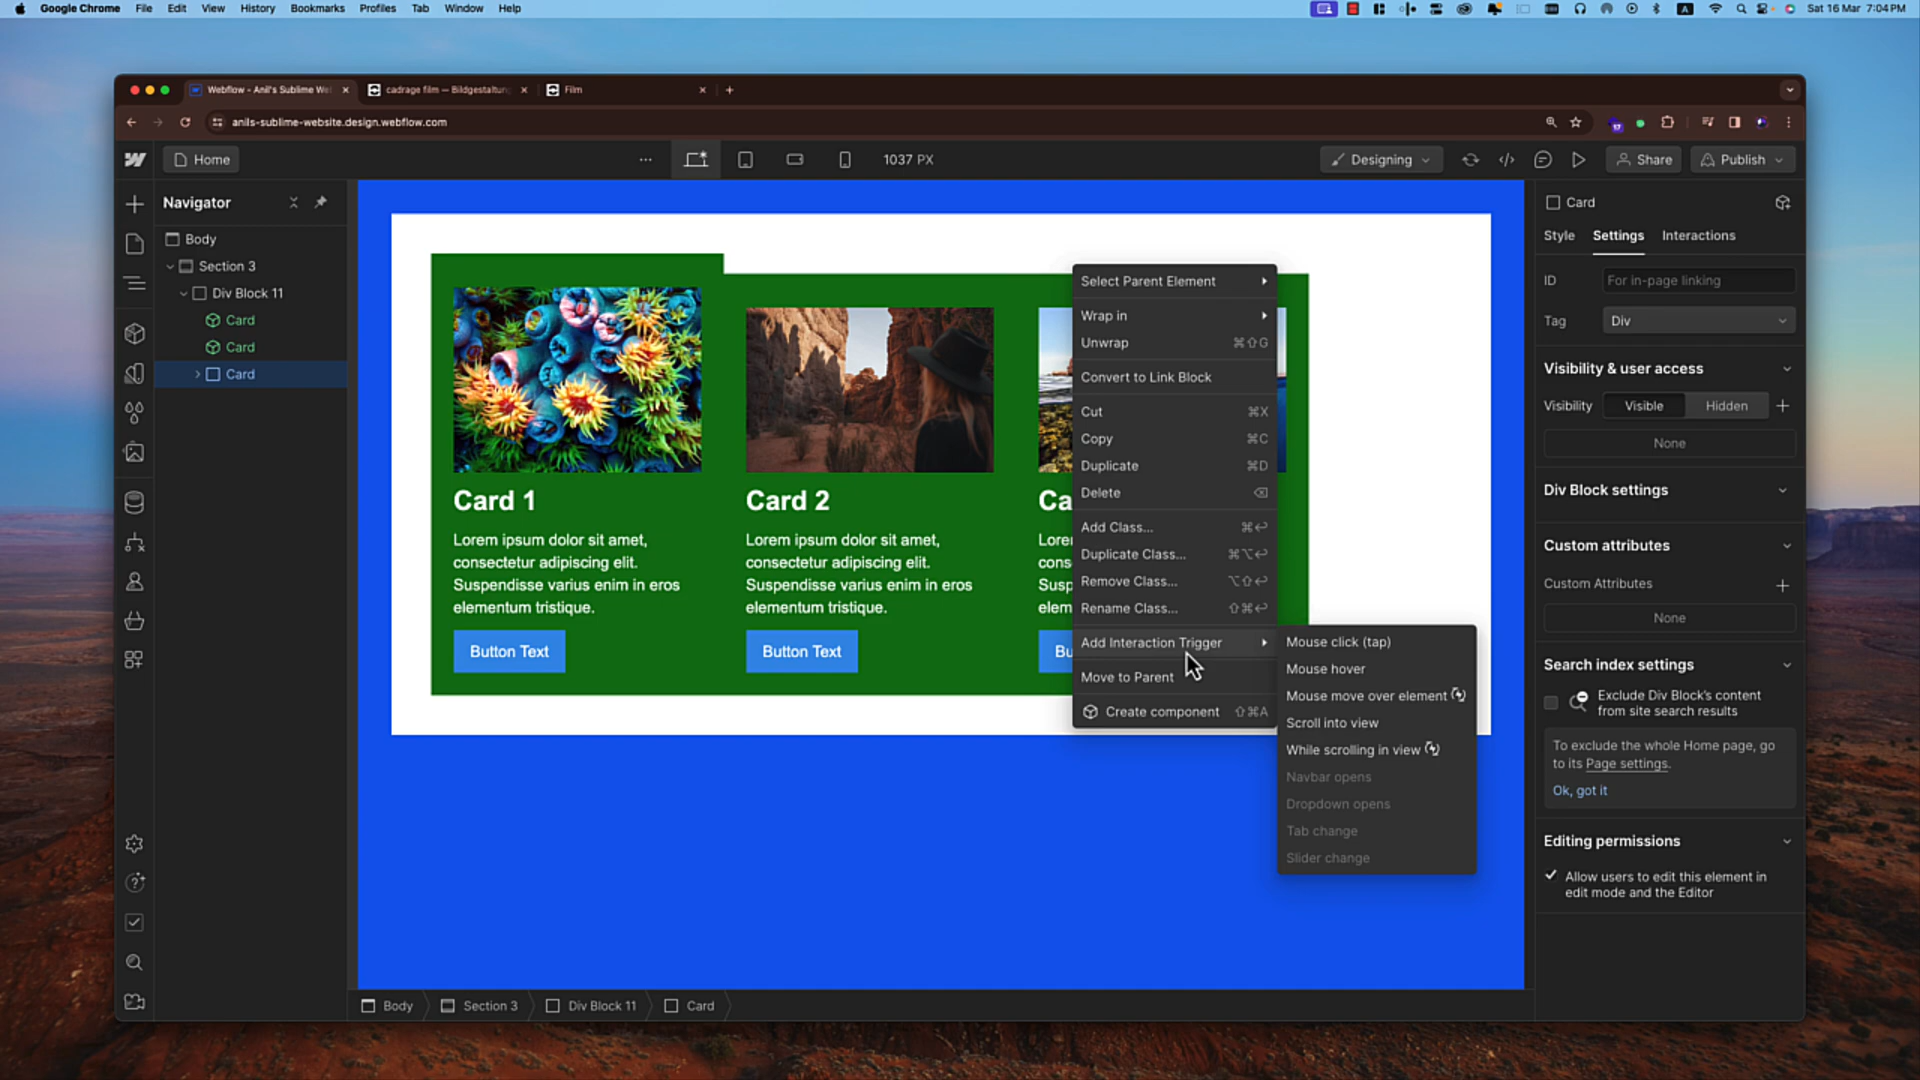 Google Chrome File Edit View History Bookmarks Profiles Tab Window Help
Sat 16 Mar 7:04 PM
Webflow - Anil's Sublime We
cadrage film — Bildgestaltung
Film
anils-sublime-website.design.webflow.com
Home
1037 PX
Designing
Share
Publish
Navigator
Body
Section 3
Div Block 11
Card
Card
Card
Card 1
Lorem ipsum dolor sit amet,
consectetur adipiscing elit.
Suspendisse varius enim in eros
elementum tristique.
Button Text
Card 2
Lorem ipsum dolor sit amet,
consectetur adipiscing elit.
Suspendisse varius enim in eros
elementum tristique.
Button Text
Ca
Lore
cons
Susp
elem
Bu
Select Parent Element
Wrap in
Unwrap ⌘⇧G
Convert to Link Block
Cut ⌘X
Copy ⌘C
Duplicate ⌘D
Delete ⌫
Add Class... ⌘↩
Duplicate Class... ⌘⌥↩
Remove Class... ⌥⇧↩
Rename Class... ⇧⌘↩
Add Interaction Trigger
Move to Parent
Create component ⇧⌘A
Mouse click (tap)
Mouse hover
Mouse move over element
Scroll into view
While scrolling in view
Navbar opens
Dropdown opens
Tab change
Slider change
Card
Style Settings Interactions
ID For in-page linking
Tag Div
Visibility & user access
Visibility Visible Hidden
None
Div Block settings
Custom attributes
Custom Attributes
None
Search index settings
Exclude Div Block's content
from site search results
To exclude the whole Home page, go
to its Page settings.
Ok, got it
Editing permissions
Allow users to edit this element in
edit mode and the Editor
Body Section 3 Div Block 11 Card